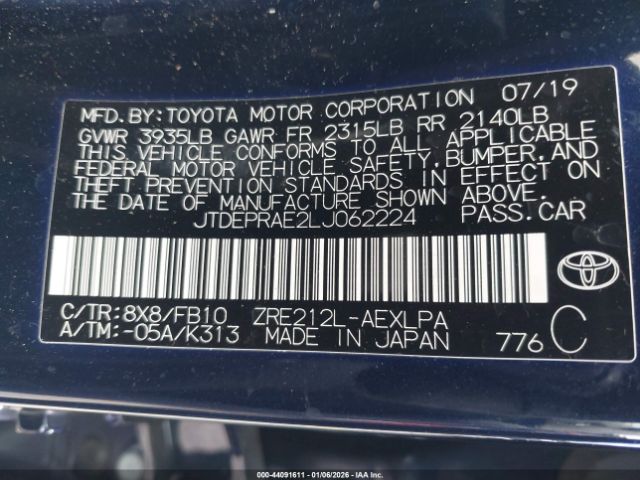 MFD.BY:TOYOTA MOTOR CORPORATION 07/19
GVWR 3935LB GAWR FR 2315LB RR 2140LB
THIS VEHICLE CONFORMS TO ALL APPLICABLE
FEDERAL MOTOR VEHICLE SAFETY,BUMPER,AND
THEFT PREVENTION STANDARDS IN EFFECT ON
THE DATE OF MANUFACTURE SHOWN ABOVE.
JTDEPRAE2LJ062224 PASS.CAR
C/TR:8X8/FB10 ZRE212L-AEXLPA
A/TM:-05A/K313 MADE IN JAPAN 776 C
000-44091611 - 01/06/2026 - IAA Inc.